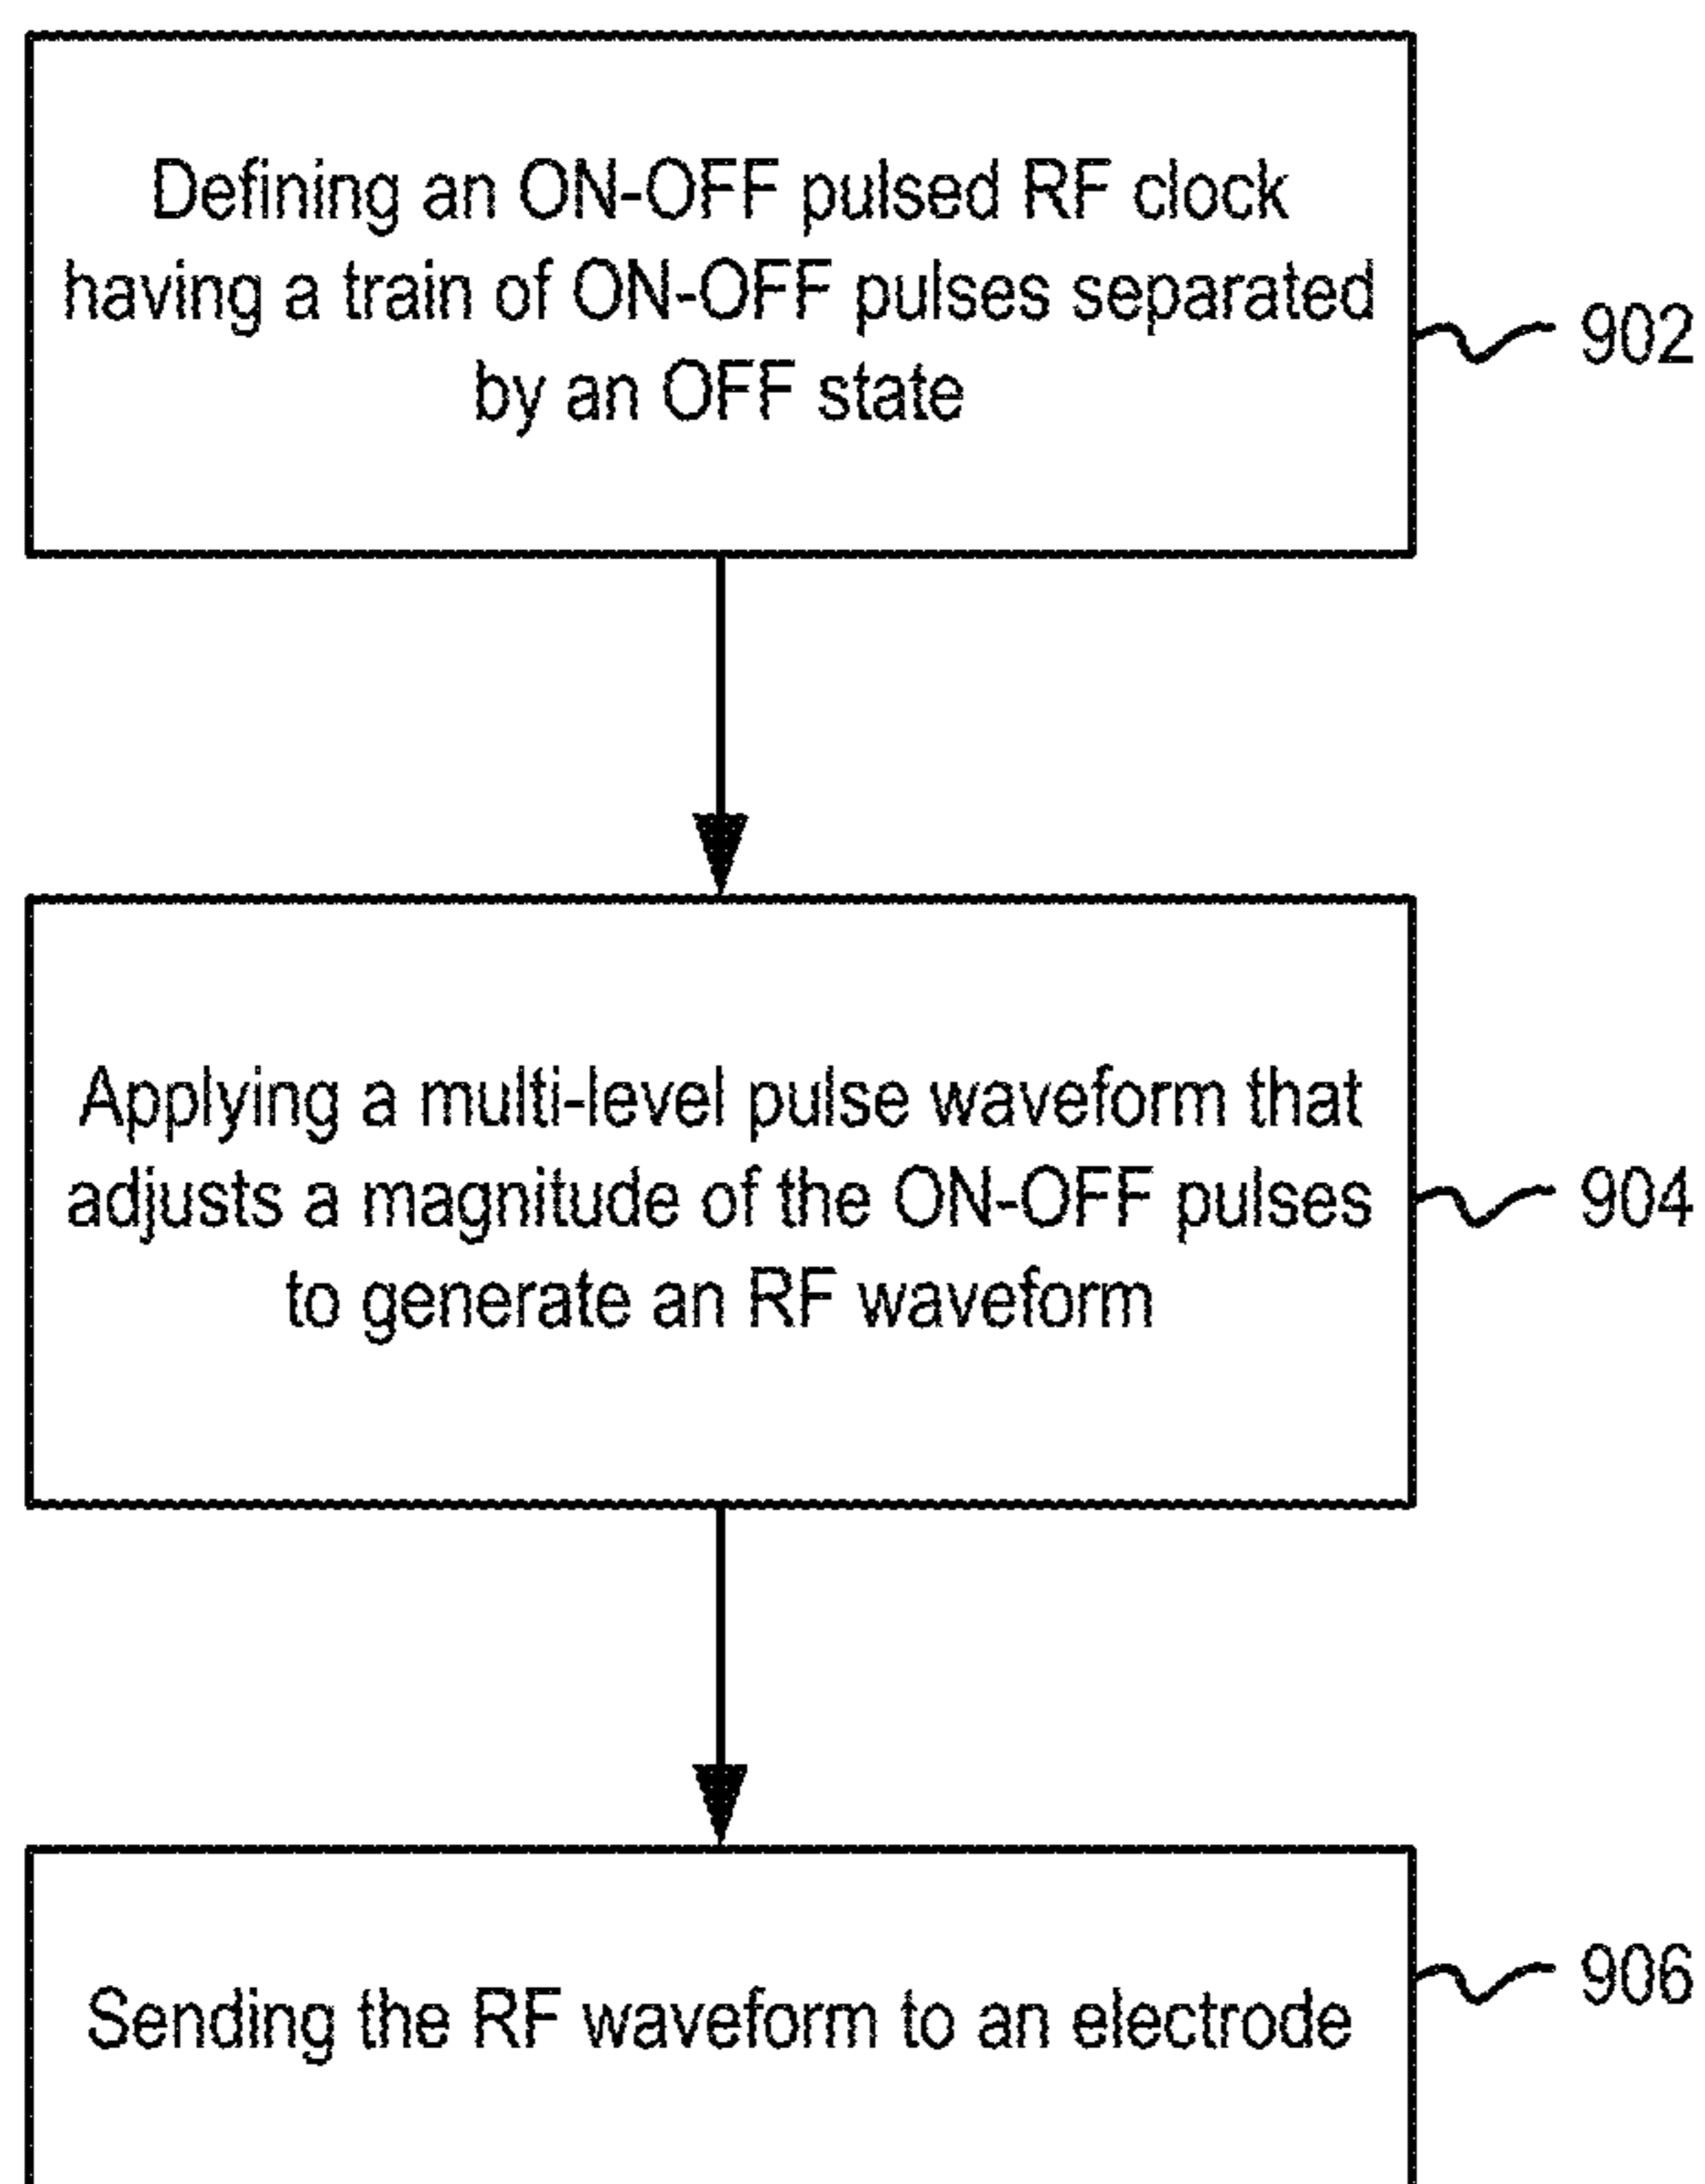 Defining an ON-OFF pulsed RF clock
having a train of ON-OFF pulses separated
by an OFF state
902
Applying a multi-level pulse waveform that
adjusts a magnitude of the ON-OFF pulses
to generate an RF waveform
904
Sending the RF waveform to an electrode
906